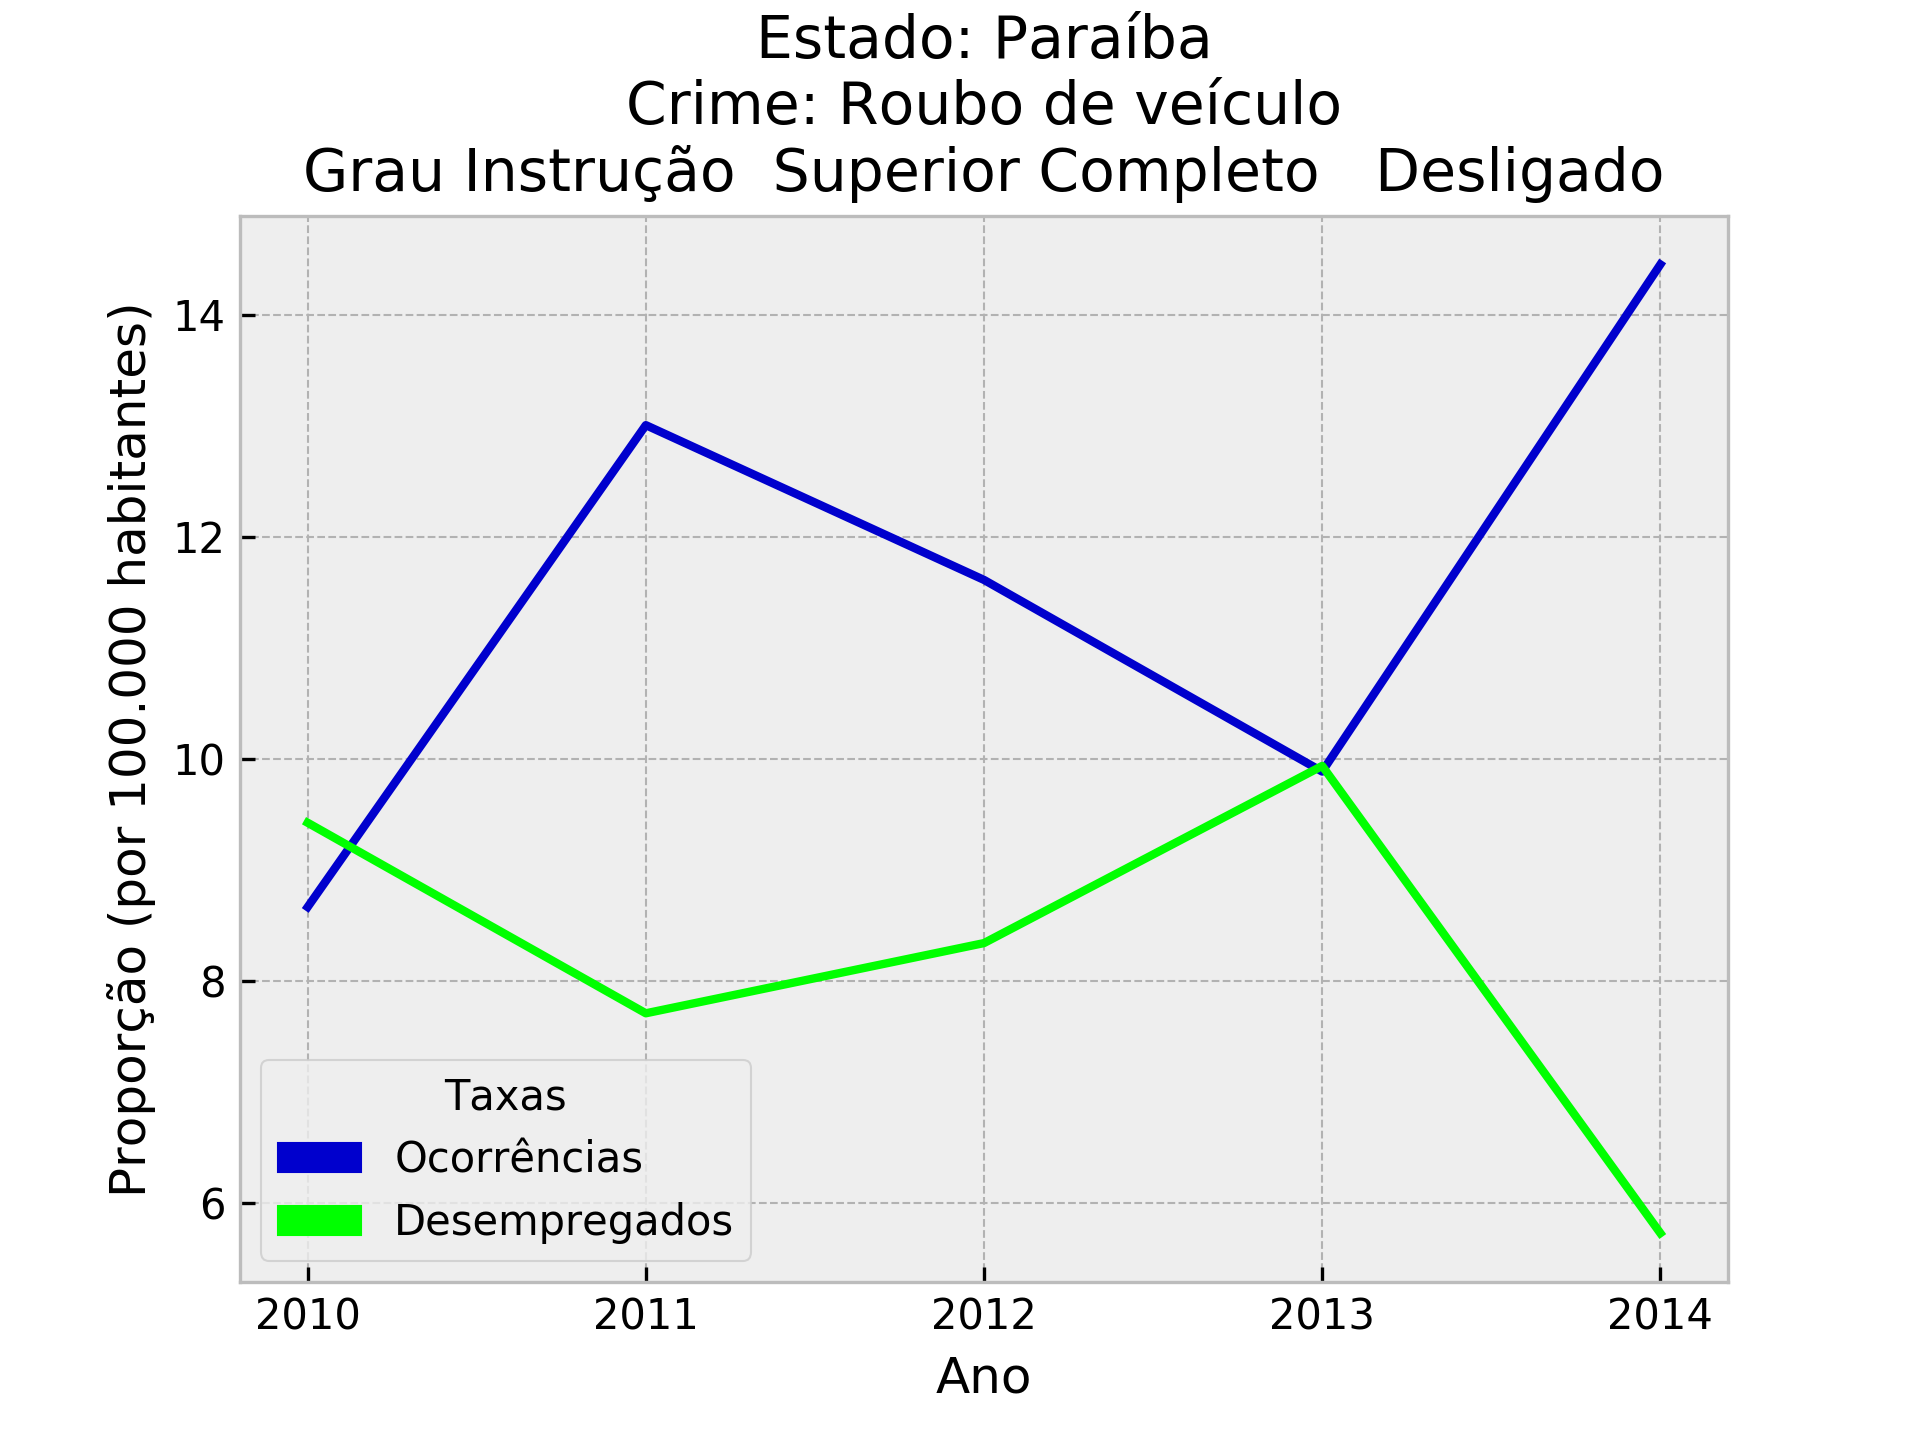 Estado: Paraíba
Crime: Roubo de veículo
Grau Instrução  Superior Completo   Desligado
Proporção (por 100.000 habitantes)
14
12
10
8
6
Taxas
Ocorrências
Desempregados
2010
2011
2012
2013
2014
Ano